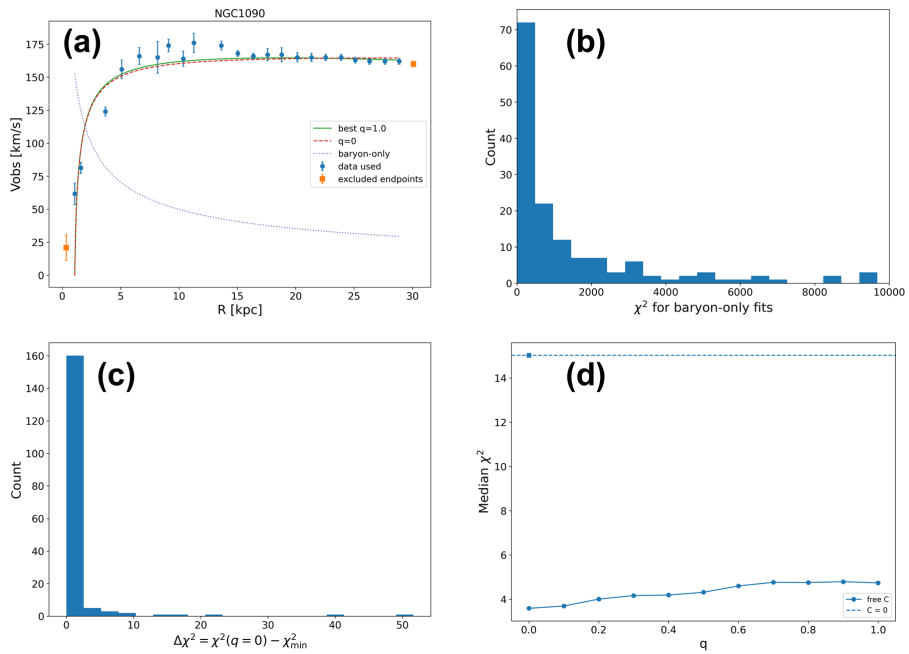 NGC1090
(a)
Vobs [km/s]
175
150
125
100
75
50
25
0
best q=1.0
q=0
baryon-only
data used
excluded endpoints
0 5 10 15 20 25 30
R [kpc]
(b)
Count
70
60
50
40
30
20
10
0
0 2000 4000 6000 8000 10000
χ² for baryon-only fits
(c)
Count
160
140
120
100
80
60
40
20
0
0 10 20 30 40 50
Δχ² = χ²(q = 0) − χ²min
(d)
Median χ²
14
12
10
8
6
4
free C
C = 0
0.0 0.2 0.4 0.6 0.8 1.0
q